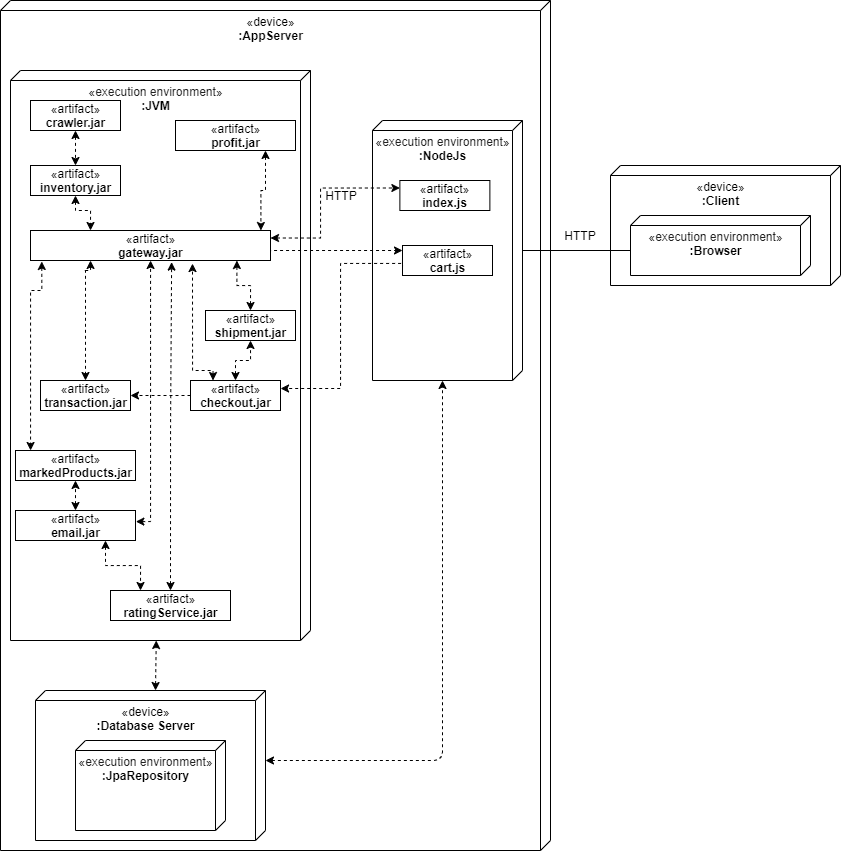 «device»
:AppServer
«execution environment»
:JVM
«artifact»
crawler.jar
«artifact»
profit.jar
«artifact»
inventory.jar
«artifact»
gateway.jar
«artifact»
shipment.jar
«artifact»
transaction.jar
«artifact»
checkout.jar
«artifact»
markedProducts.jar
«artifact»
email.jar
«artifact»
ratingService.jar
HTTP
«execution environment»
:NodeJs
«artifact»
index.js
«artifact»
cart.js
HTTP
«device»
:Client
«execution environment»
:Browser
«device»
:Database Server
«execution environment»
:JpaRepository